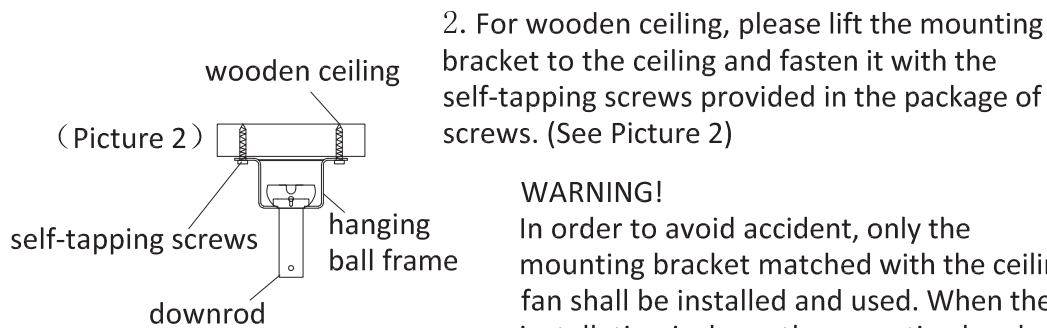 2. For wooden ceiling, please lift the mounting
bracket to the ceiling and fasten it with the
self-tapping screws provided in the package of
screws. (See Picture 2)
wooden ceiling
（Picture 2）
self-tapping screws
hanging
ball frame
downrod
WARNING!
In order to avoid accident, only the
mounting bracket matched with the
fan shall be installed and used. When the